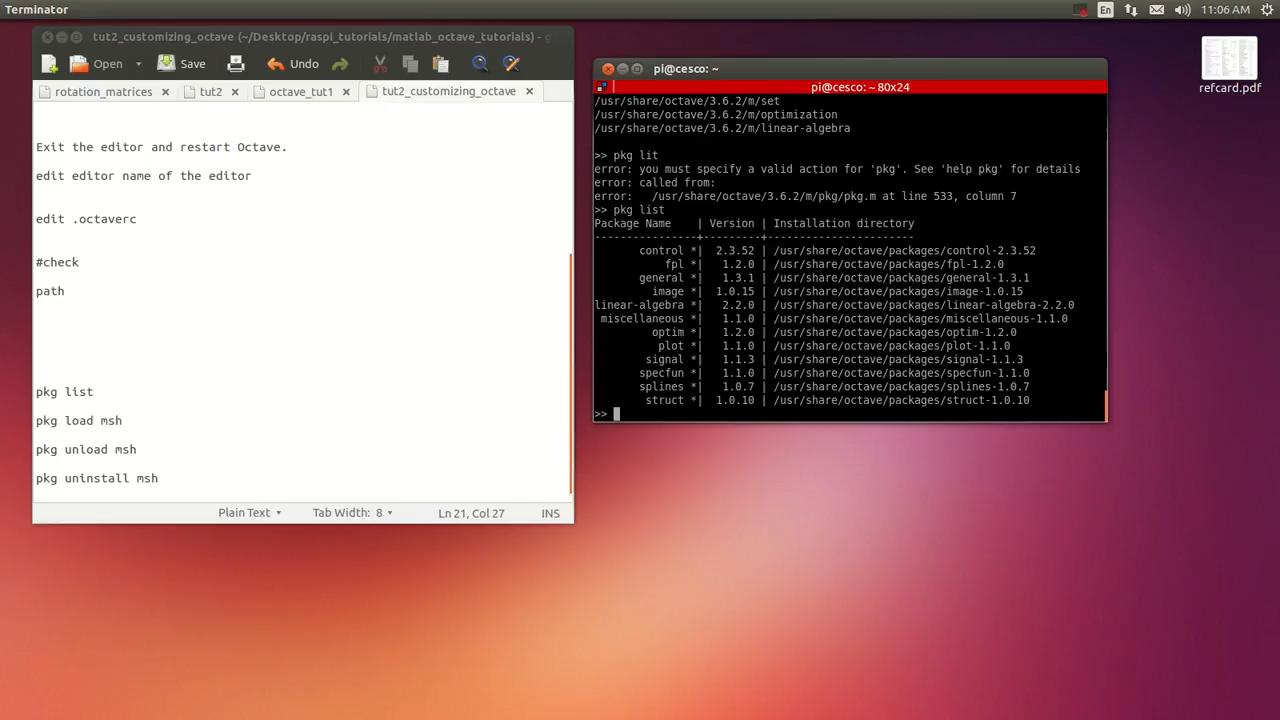 Terminator
En
11:06 AM
tut2_customizing_octave (~/Desktop/raspi_tutorials/matlab_octave_tutorials) - g
Open
Save
Undo
rotation_matrices
tut2
octave_tut1
tut2_customizing_octave
Exit the editor and restart Octave.
edit editor name of the editor
edit .octaverc
#check
path
pkg list
pkg load msh
pkg unload msh
pkg uninstall msh
Plain Text
Tab Width: 8
Ln 21, Col 27
INS
pi@cesco: ~
pi@cesco: ~ 80x24
/usr/share/octave/3.6.2/m/set
/usr/share/octave/3.6.2/m/optimization
/usr/share/octave/3.6.2/m/linear-algebra
>> pkg lit
error: you must specify a valid action for 'pkg'. See 'help pkg' for details
error: called from:
error:   /usr/share/octave/3.6.2/m/pkg/pkg.m at line 533, column 7
>> pkg list
Package Name   | Version | Installation directory
---------------+---------+-----------------------
control *|  2.3.52 | /usr/share/octave/packages/control-2.3.52
fpl *|   1.2.0 | /usr/share/octave/packages/fpl-1.2.0
general *|   1.3.1 | /usr/share/octave/packages/general-1.3.1
image *|  1.0.15 | /usr/share/octave/packages/image-1.0.15
linear-algebra *|   2.2.0 | /usr/share/octave/packages/linear-algebra-2.2.0
miscellaneous *|   1.1.0 | /usr/share/octave/packages/miscellaneous-1.1.0
optim *|   1.2.0 | /usr/share/octave/packages/optim-1.2.0
plot *|   1.1.0 | /usr/share/octave/packages/plot-1.1.0
signal *|   1.1.3 | /usr/share/octave/packages/signal-1.1.3
specfun *|   1.1.0 | /usr/share/octave/packages/specfun-1.1.0
splines *|   1.0.7 | /usr/share/octave/packages/splines-1.0.7
struct *|  1.0.10 | /usr/share/octave/packages/struct-1.0.10
>>
refcard.pdf